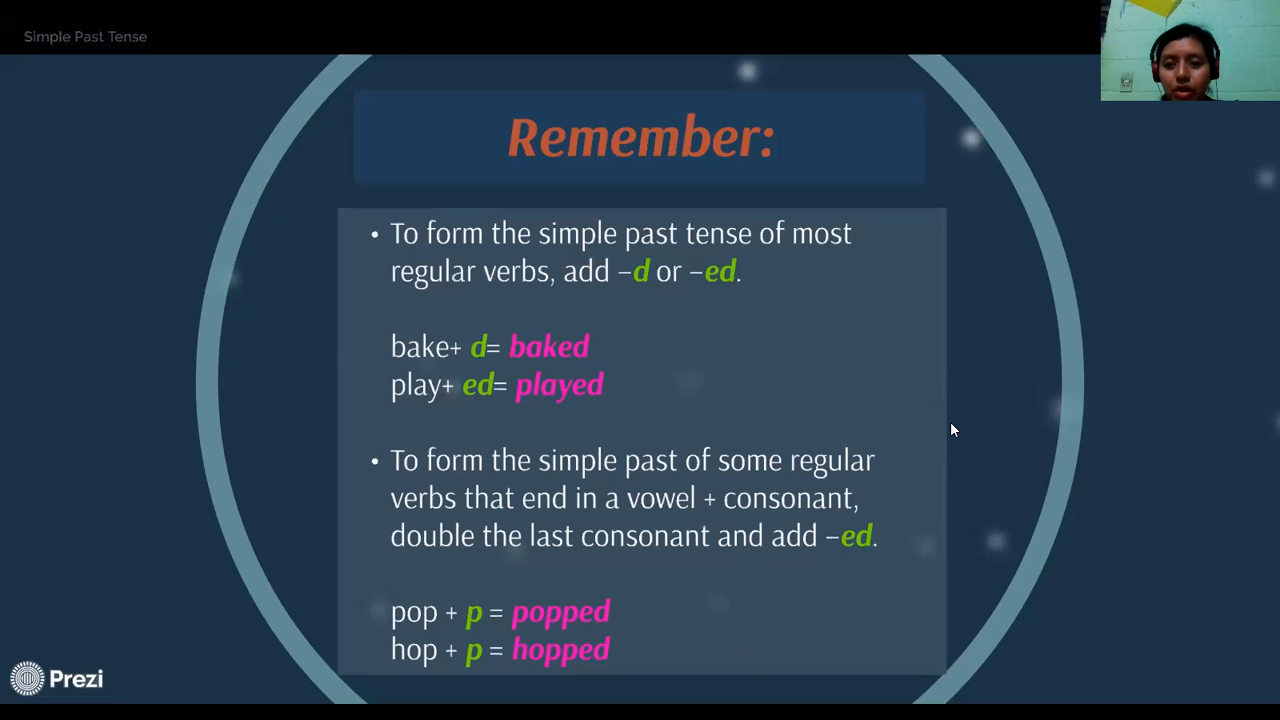 Simple Past Tense
Remember:
• To form the simple past tense of most
regular verbs, add –d or –ed.
bake+ d= baked
play+ ed= played
• To form the simple past of some regular
verbs that end in a vowel + consonant,
double the last consonant and add –ed.
pop + p = popped
hop + p = hopped
Prezi